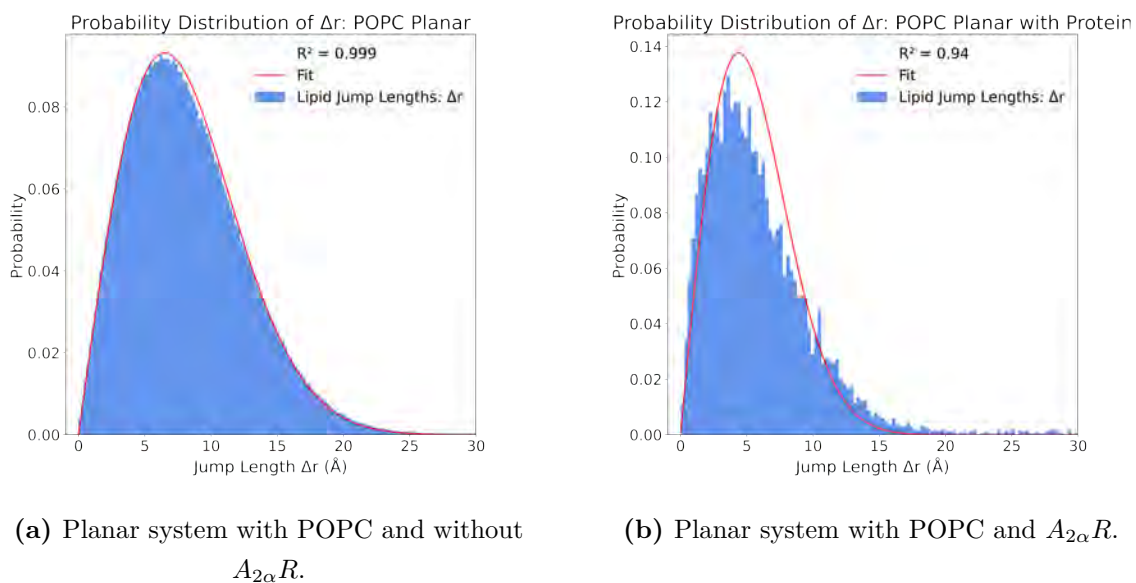 Probability Distribution of Δr: POPC Planar
R² = 0.999
Fit
Lipid Jump Lengths: Δr
Probability
0.08
0.06
0.04
0.02
0.00
0
5
10
15
20
25
30
Jump Length Δr (Å)
(a) Planar system with POPC and without
A₂αR.
Probability Distribution of Δr: POPC Planar with Protein
R² = 0.94
Fit
Lipid Jump Lengths: Δr
Probability
0.14
0.12
0.10
0.08
0.06
0.04
0.02
0.00
0
5
10
15
20
25
30
Jump Length Δr (Å)
(b) Planar system with POPC and A₂αR.